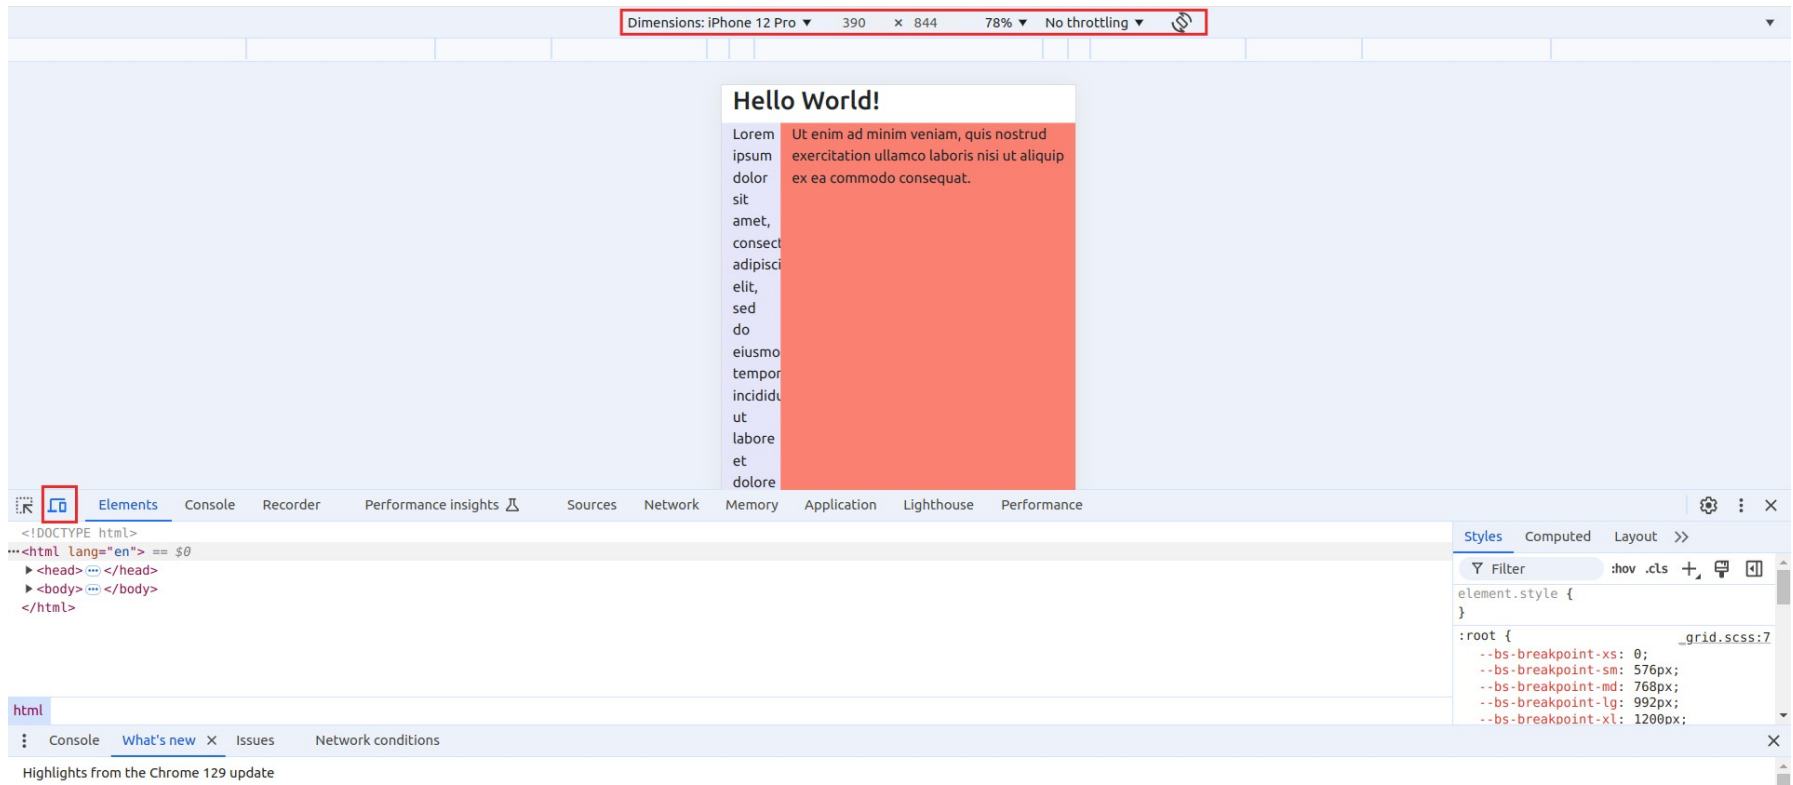 Dimensions: iPhone 12 Pro ▼ 390 × 844 78% ▼ No throttling ▼
Hello World!
Lorem
ipsum
dolor
sit
amet,
consect
adipisci
elit,
sed
do
eiusmo
tempor
incididu
ut
labore
et
dolore
Ut enim ad minim veniam, quis nostrud
exercitation ullamco laboris nisi ut aliquip
ex ea commodo consequat.
Elements Console Recorder Performance insights Sources Network Memory Application Lighthouse Performance
<!DOCTYPE html>
<html lang="en"> == $0
<head> </head>
<body> </body>
</html>
html
Styles Computed Layout
Filter :hov .cls
element.style {
}
:root { _grid.scss:7
--bs-breakpoint-xs: 0;
--bs-breakpoint-sm: 576px;
--bs-breakpoint-md: 768px;
--bs-breakpoint-lg: 992px;
--bs-breakpoint-xl: 1200px;
Console What's new Issues Network conditions
Highlights from the Chrome 129 update